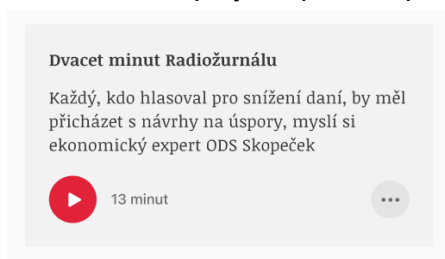 Dvacet minut Radiožurnálu
Každý, kdo hlasoval pro snížení daní, by měl
přicházet s návrhy na úspory, myslí si
ekonomický expert ODS Skopeček
13 minut